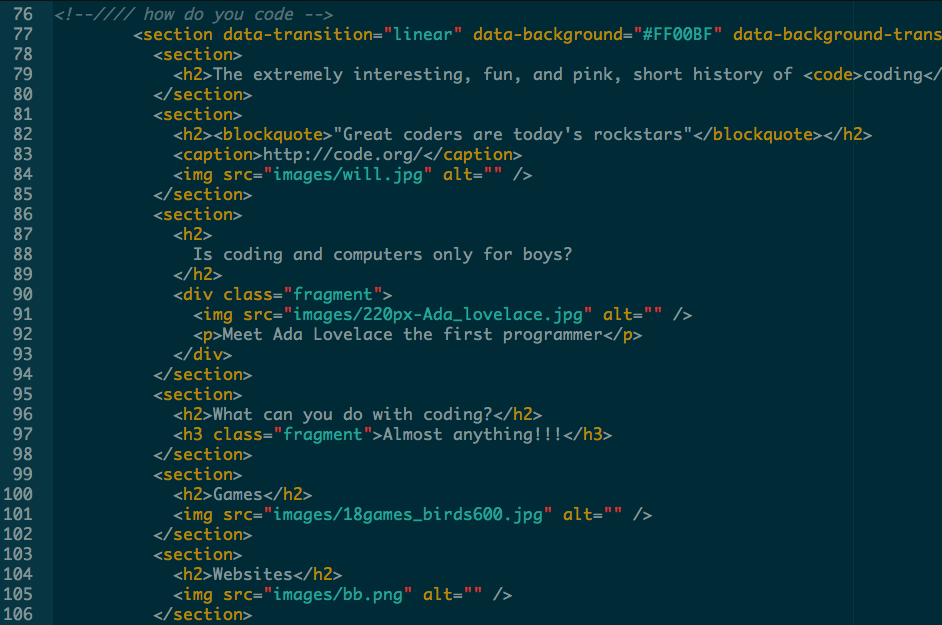 76 <!--//// how do you code -->
77 <section data-transition="linear" data-background="#FF00BF" data-background-trans
78 <section>
79 <h2>The extremely interesting, fun, and pink, short history of <code>coding</
80 </section>
81 <section>
82 <h2><blockquote>"Great coders are today's rockstars"</blockquote></h2>
83 <caption>http://code.org/</caption>
84 <img src="images/will.jpg" alt="" />
85 </section>
86 <section>
87 <h2>
88 Is coding and computers only for boys?
89 </h2>
90 <div class="fragment">
91 <img src="images/220px-Ada_lovelace.jpg" alt="" />
92 <p>Meet Ada Lovelace the first programmer</p>
93 </div>
94 </section>
95 <section>
96 <h2>What can you do with coding?</h2>
97 <h3 class="fragment">Almost anything!!!</h3>
98 </section>
99 <section>
100 <h2>Games</h2>
101 <img src="images/18games_birds600.jpg" alt="" />
102 </section>
103 <section>
104 <h2>Websites</h2>
105 <img src="images/bb.png" alt="" />
106 </section>